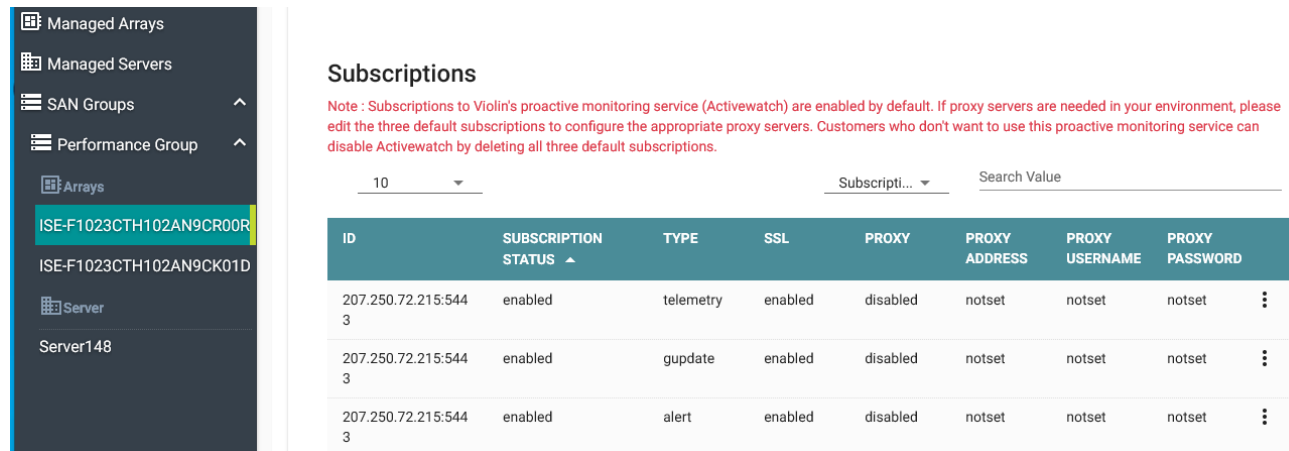 Managed Arrays
Managed Servers
SAN Groups
Performance Group
Arrays
ISE-F1023CTH102AN9CR00R
ISE-F1023CTH102AN9CK01D
Server
Server148
Subscriptions
Note : Subscriptions to Violin's proactive monitoring service (Activewatch) are enabled by default. If proxy servers are needed in your environment, please
edit the three default subscriptions to configure the appropriate proxy servers. Customers who don't want to use this proactive monitoring service can
disable Activewatch by deleting all three default subscriptions.
10 Subscripti... Search Value
ID SUBSCRIPTION TYPE SSL PROXY PROXY PROXY PROXY
STATUS ADDRESS USERNAME PASSWORD
207.250.72.215:544 enabled telemetry enabled disabled notset notset notset
3
207.250.72.215:544 enabled gupdate enabled disabled notset notset notset
3
207.250.72.215:544 enabled alert enabled disabled notset notset notset
3